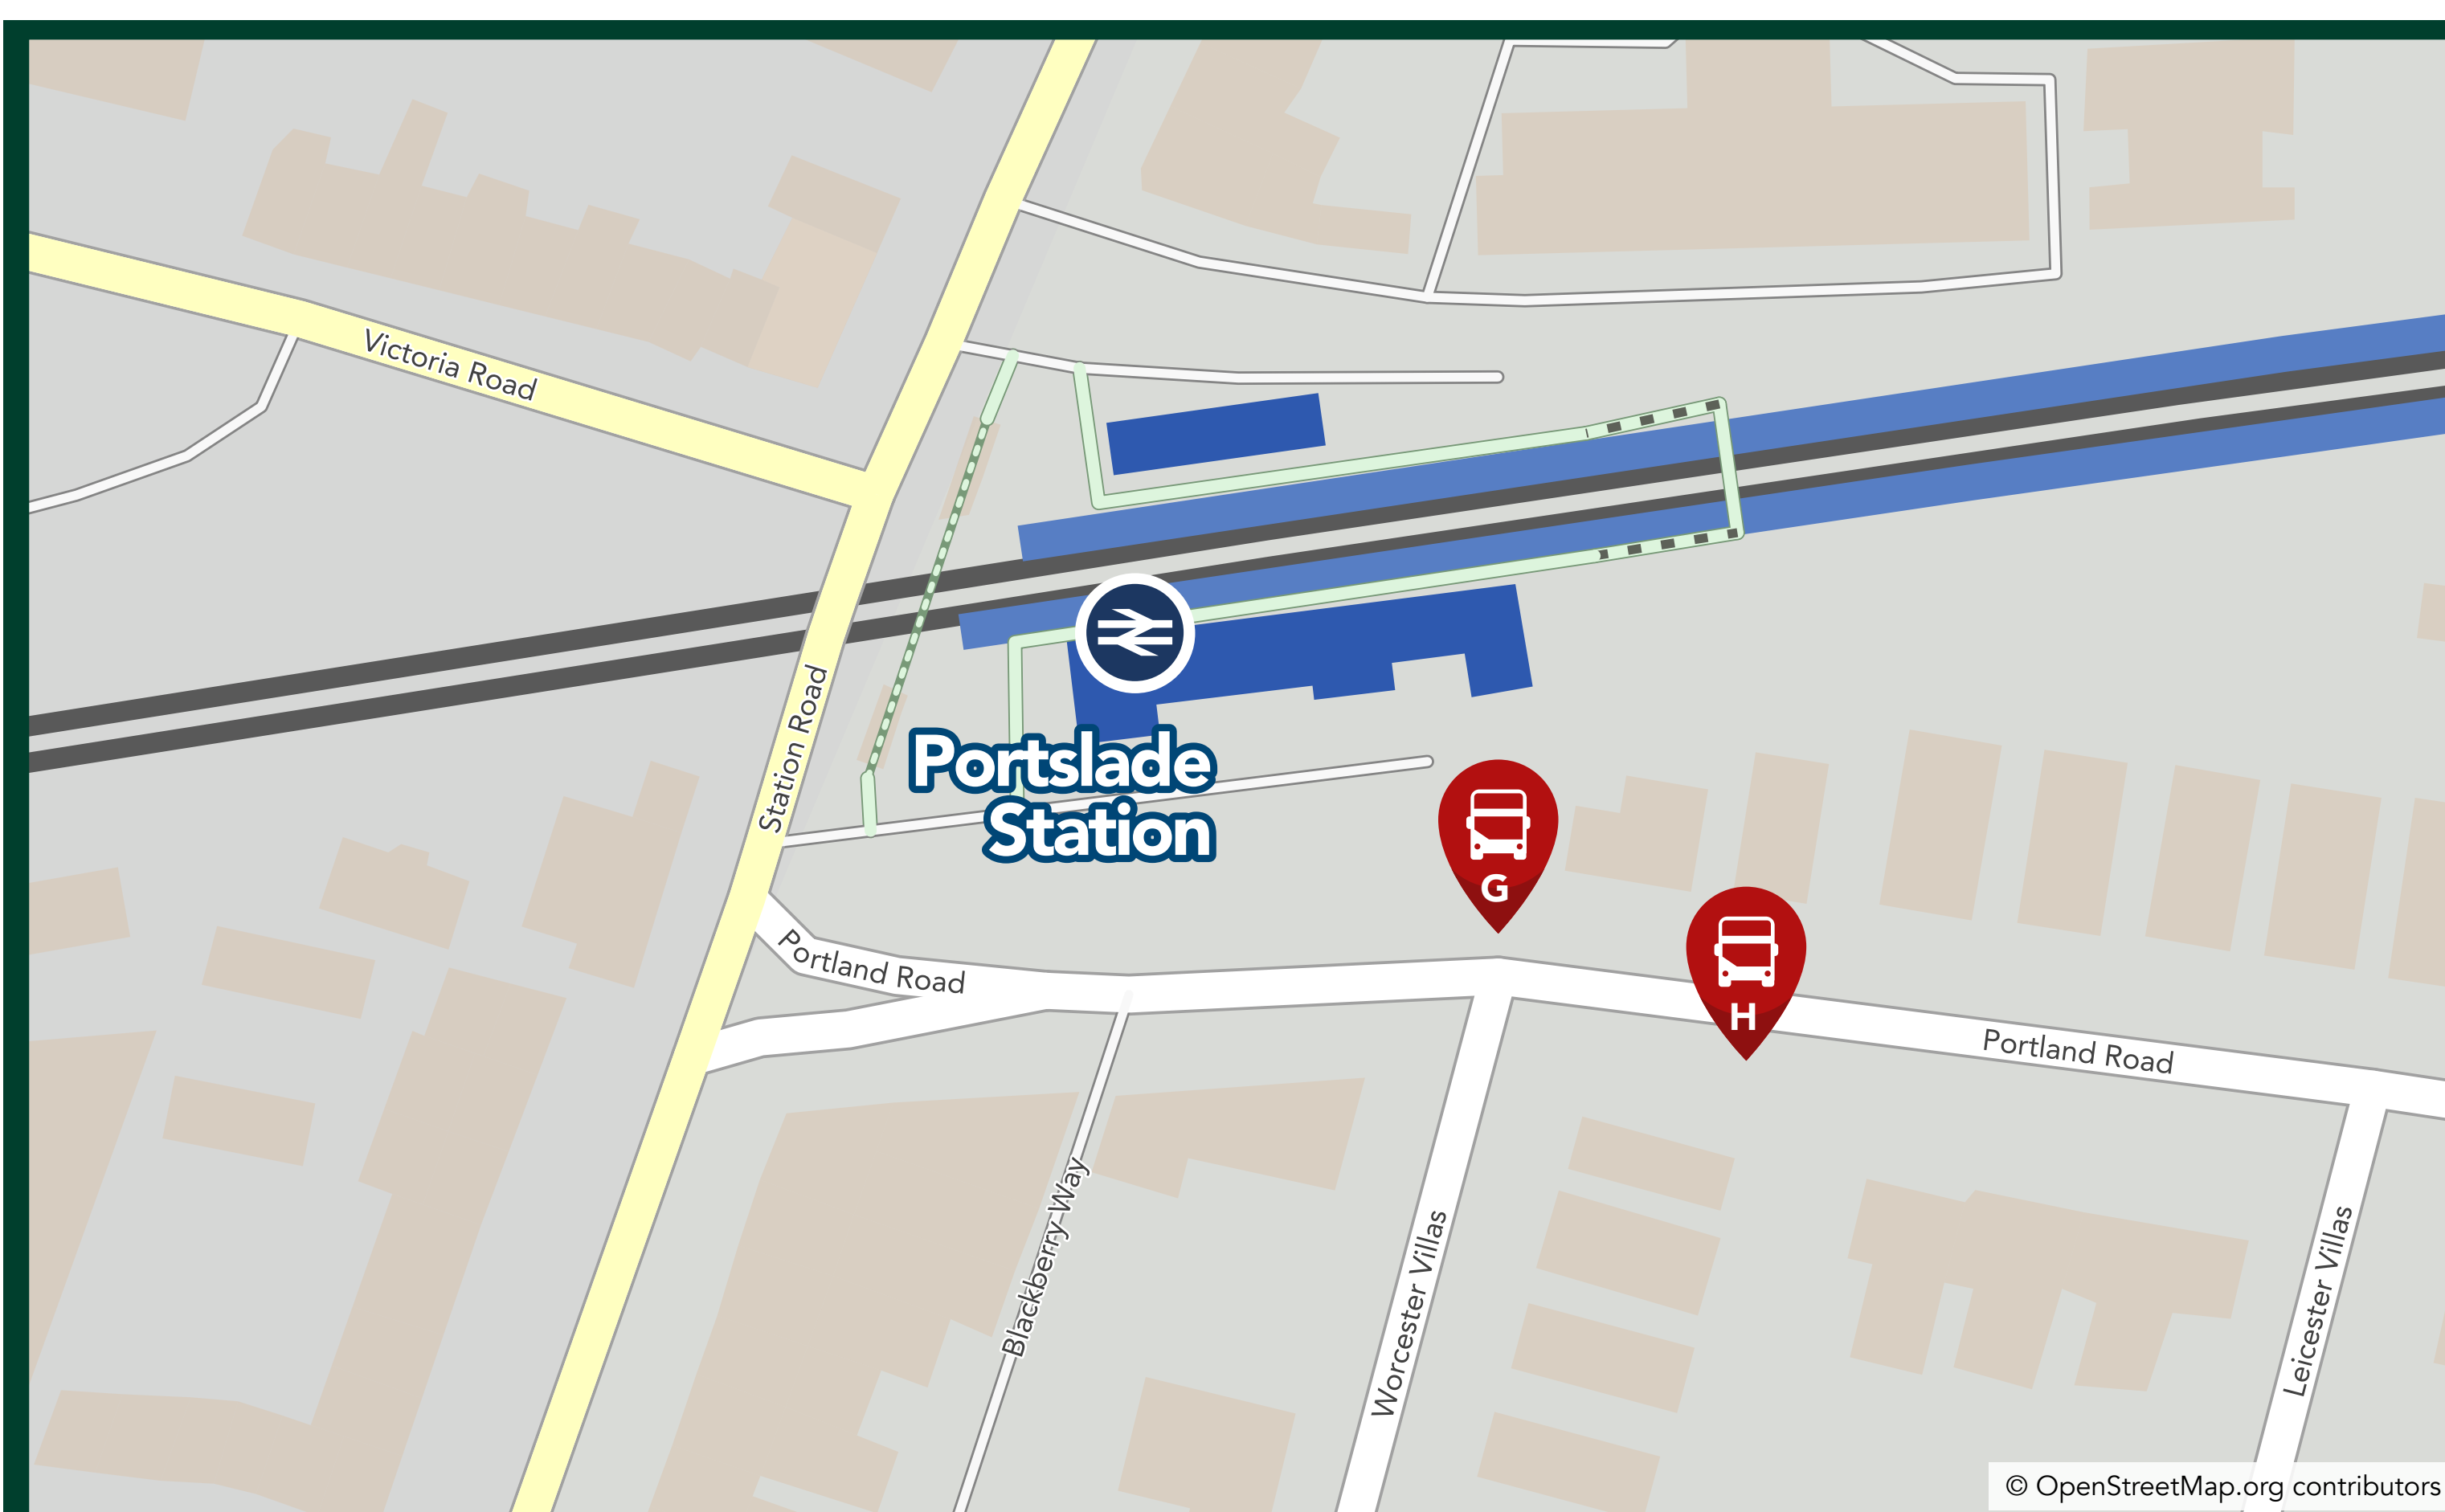 Victoria Road
Station Road
Portslade
Station
G
H
Portland Road
Portland Road
Blackberry Way
Worcester Villas
Leicester Villas
© OpenStreetMap.org contributors